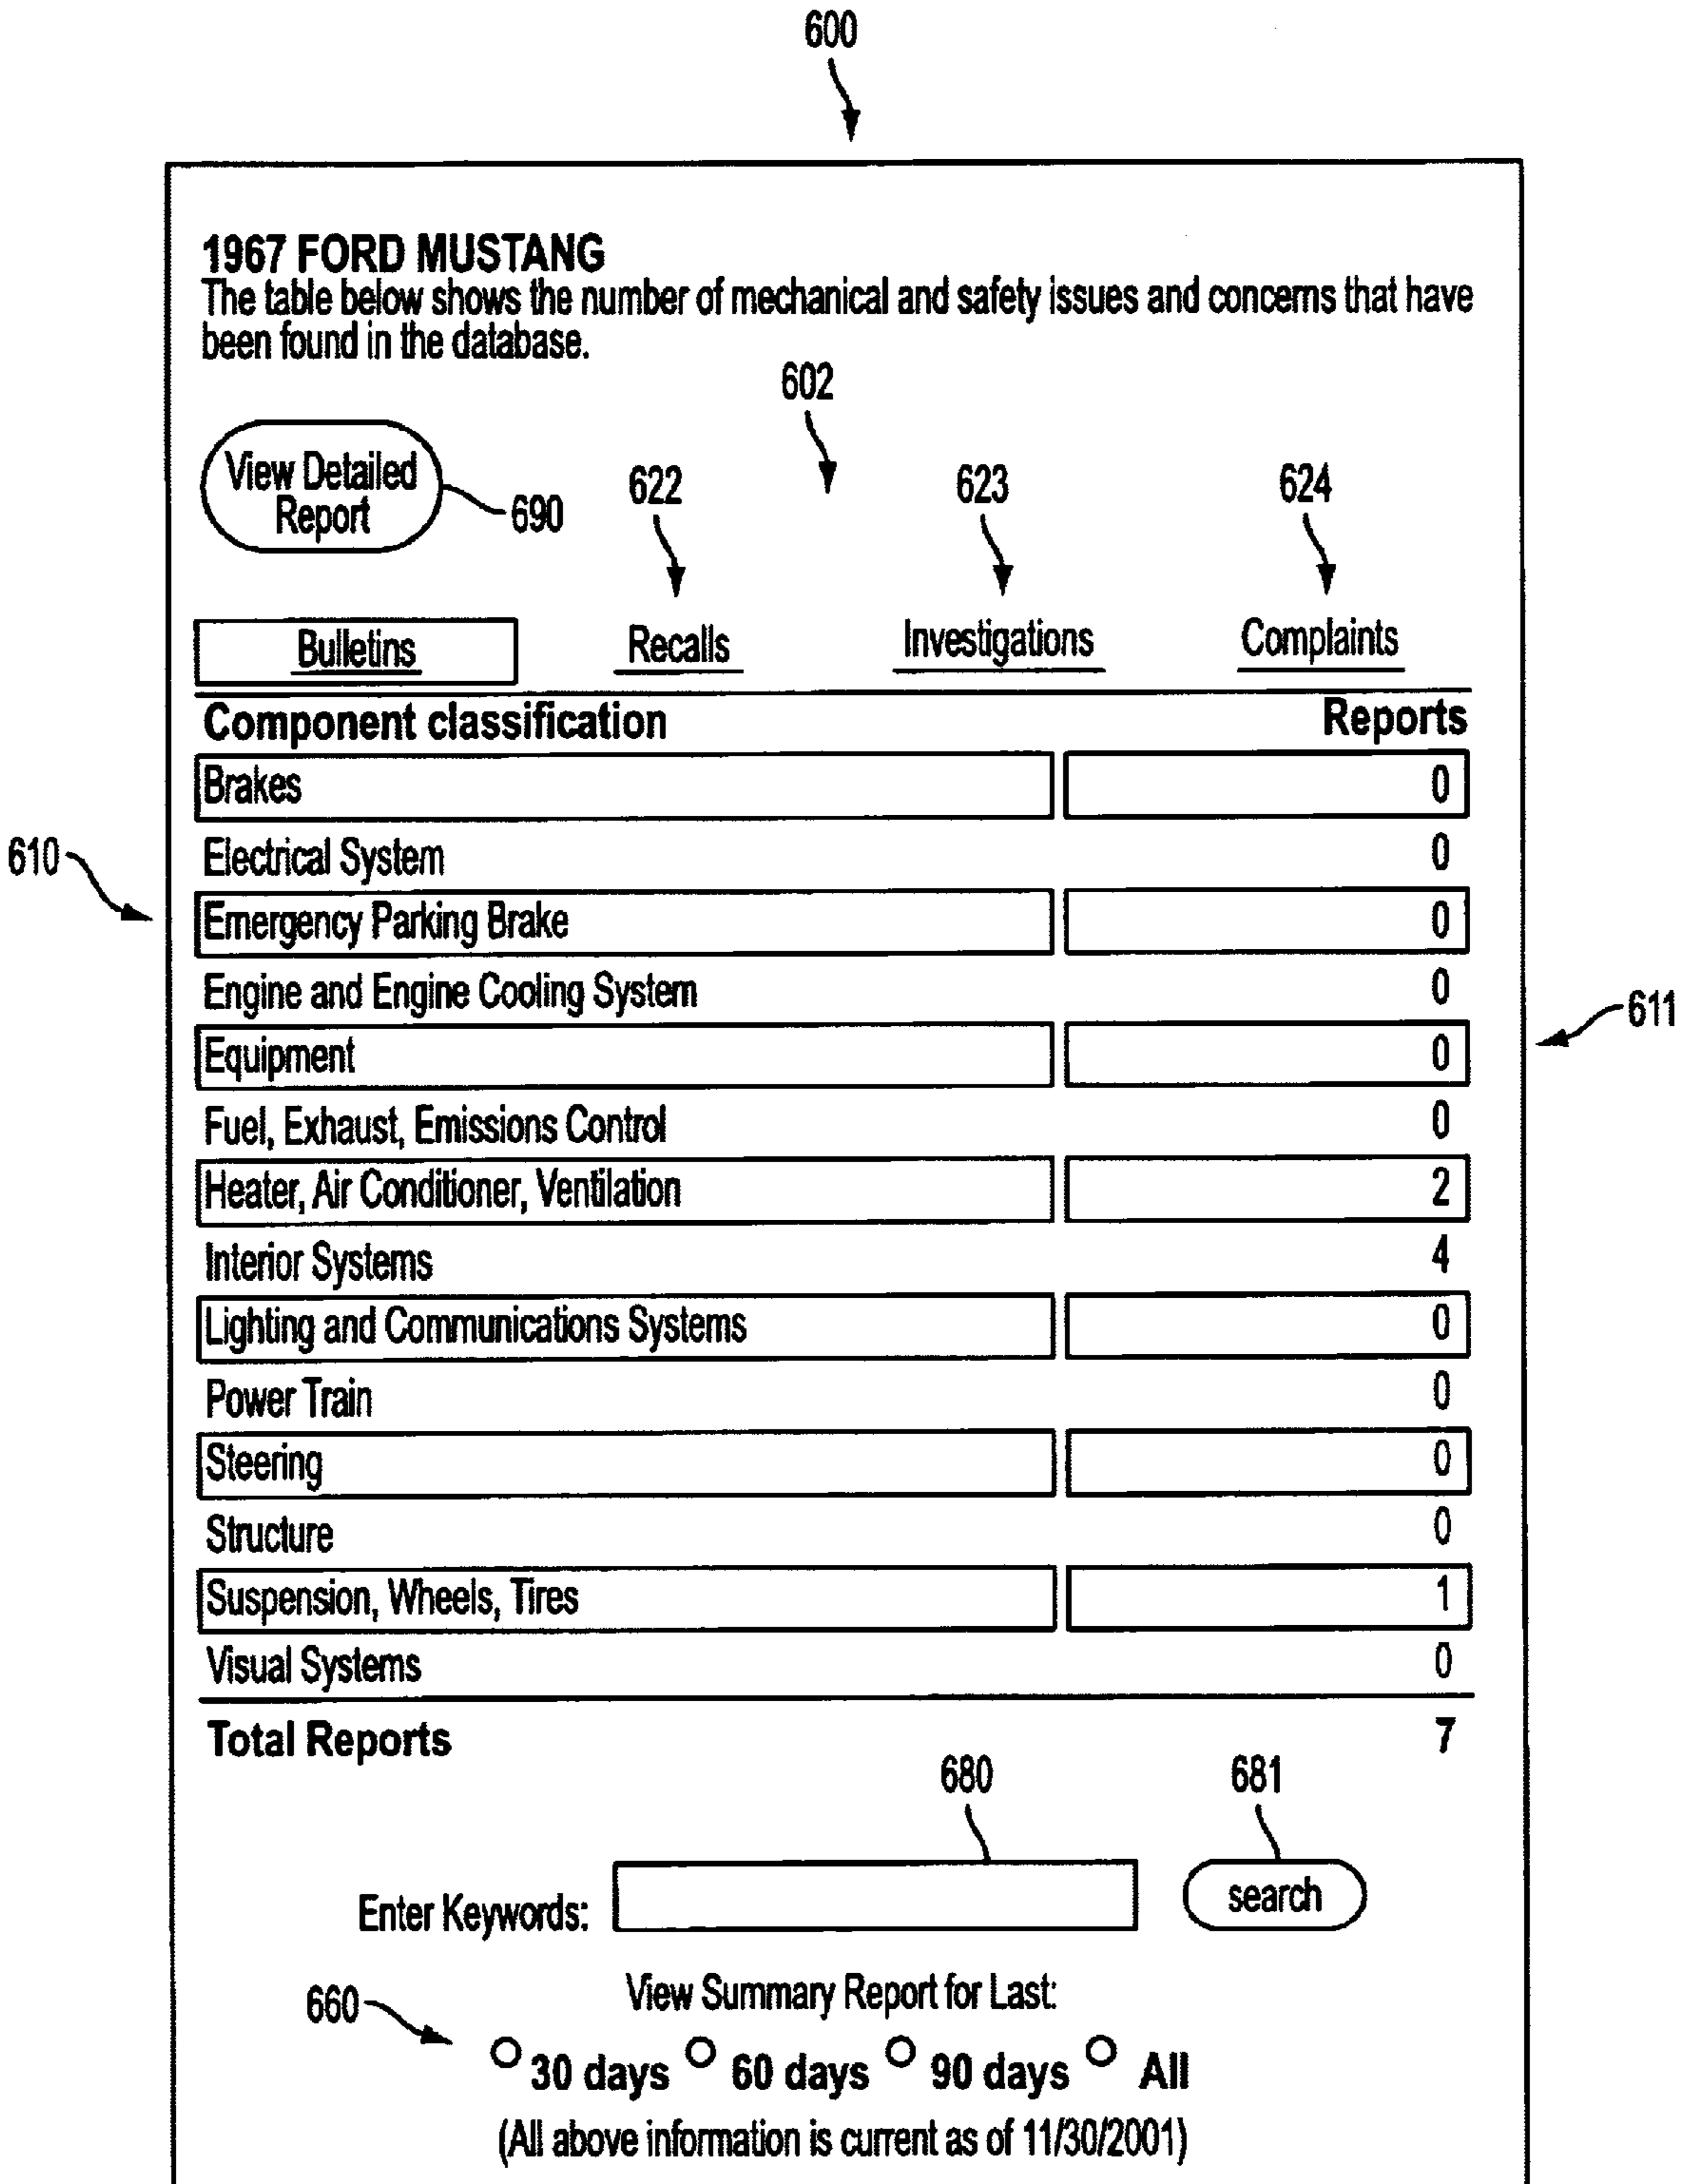 600
1967 FORD MUSTANG
The table below shows the number of mechanical and safety issues and concerns that have
been found in the database.
602
View Detailed
Report
690
622
623
624
Bulletins Recalls Investigations Complaints
Component classification Reports
Brakes 0
610
Electrical System 0
Emergency Parking Brake 0
Engine and Engine Cooling System 0
611
Equipment 0
Fuel, Exhaust, Emissions Control 0
Heater, Air Conditioner, Ventilation 2
Interior Systems 4
Lighting and Communications Systems 0
Power Train 0
Steering 0
Structure 0
Suspension, Wheels, Tires 1
Visual Systems 0
Total Reports 7
680
681
Enter Keywords: search
View Summary Report for Last:
660
30 days 60 days 90 days All
(All above information is current as of 11/30/2001)